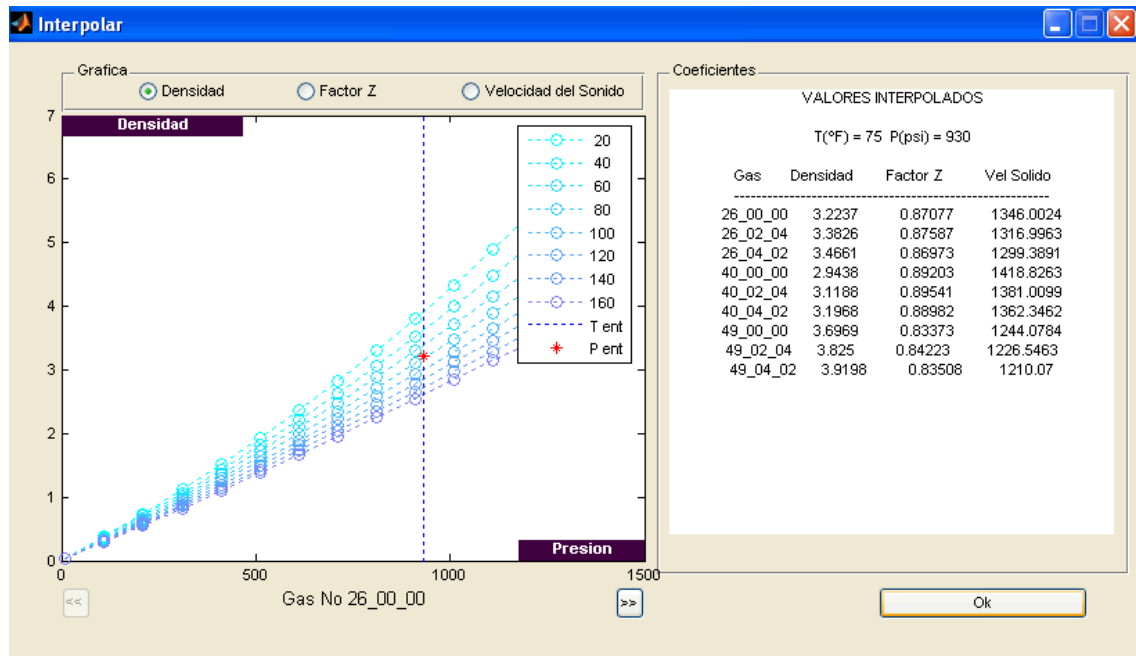 Interpolar
Grafica
Densidad Factor Z Velocidad del Sonido
Densidad
7
6
5
4
3
2
1
0
0 500 1000 1500
20
40
60
80
100
120
140
160
T ent
P ent
Presion
Gas No 26_00_00
<< >>
Coeficientes
VALORES INTERPOLADOS
T(ºF) = 75 P(psi) = 930
Gas Densidad Factor Z Vel Solido
--------------------------------------------------------
26_00_00 3.2237 0.87077 1346.0024
26_02_04 3.3826 0.87587 1316.9963
26_04_02 3.4661 0.86973 1299.3891
40_00_00 2.9438 0.89203 1418.8263
40_02_04 3.1188 0.89541 1381.0099
40_04_02 3.1968 0.88982 1362.3462
49_00_00 3.6969 0.83373 1244.0784
49_02_04 3.825 0.84223 1226.5463
49_04_02 3.9198 0.83508 1210.07
Ok